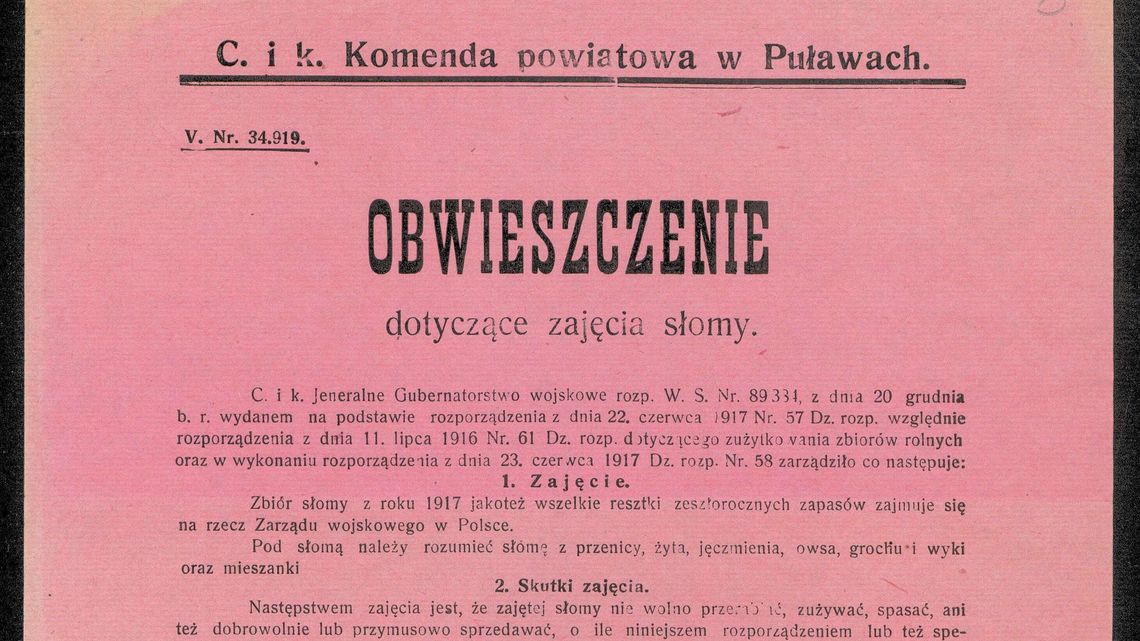 C. i k. Komenda powiatowa w Puławach.
V. Nr. 34.919.
OBWIESZCZENIE
dotyczące zajęcia słomy.
C. i k. Jeneralne Gubernatorstwo wojskowe rozp. W. S. Nr. 89334, z dnia 20 grudnia
b. r. wydanem na podstawie rozporządzenia z dnia 22. czerwca 1917 Nr. 57 Dz. rozp. względnie
rozporządzenia z dnia 11. lipca 1916 Nr. 61 Dz. rozp. dotyczącego zużytkowania zbiorów rolnych
oraz w wykonaniu rozporządzenia z dnia 23. czerwca 1917 Dz. rozp. Nr. 58 zarządziło co następuje:
1. Zajęcie.
Zbiór słomy z roku 1917 jakoteż wszelkie resztki zeszłorocznych zapasów zajmuje się
na rzecz Zarządu wojskowego w Polsce.
Pod słomą należy rozumieć słomę z przenicy, żyta, jęczmienia, owsa, grochu i wyki
oraz mieszanki
2. Skutki zajęcia.
Następstwem zajęcia jest, że zajętej słomy nie wolno przerabiać, zużywać, spasać, ani
też dobrowolnie lub przymusowo sprzedawać, o ile niniejszem rozporządzeniem lub też spe-